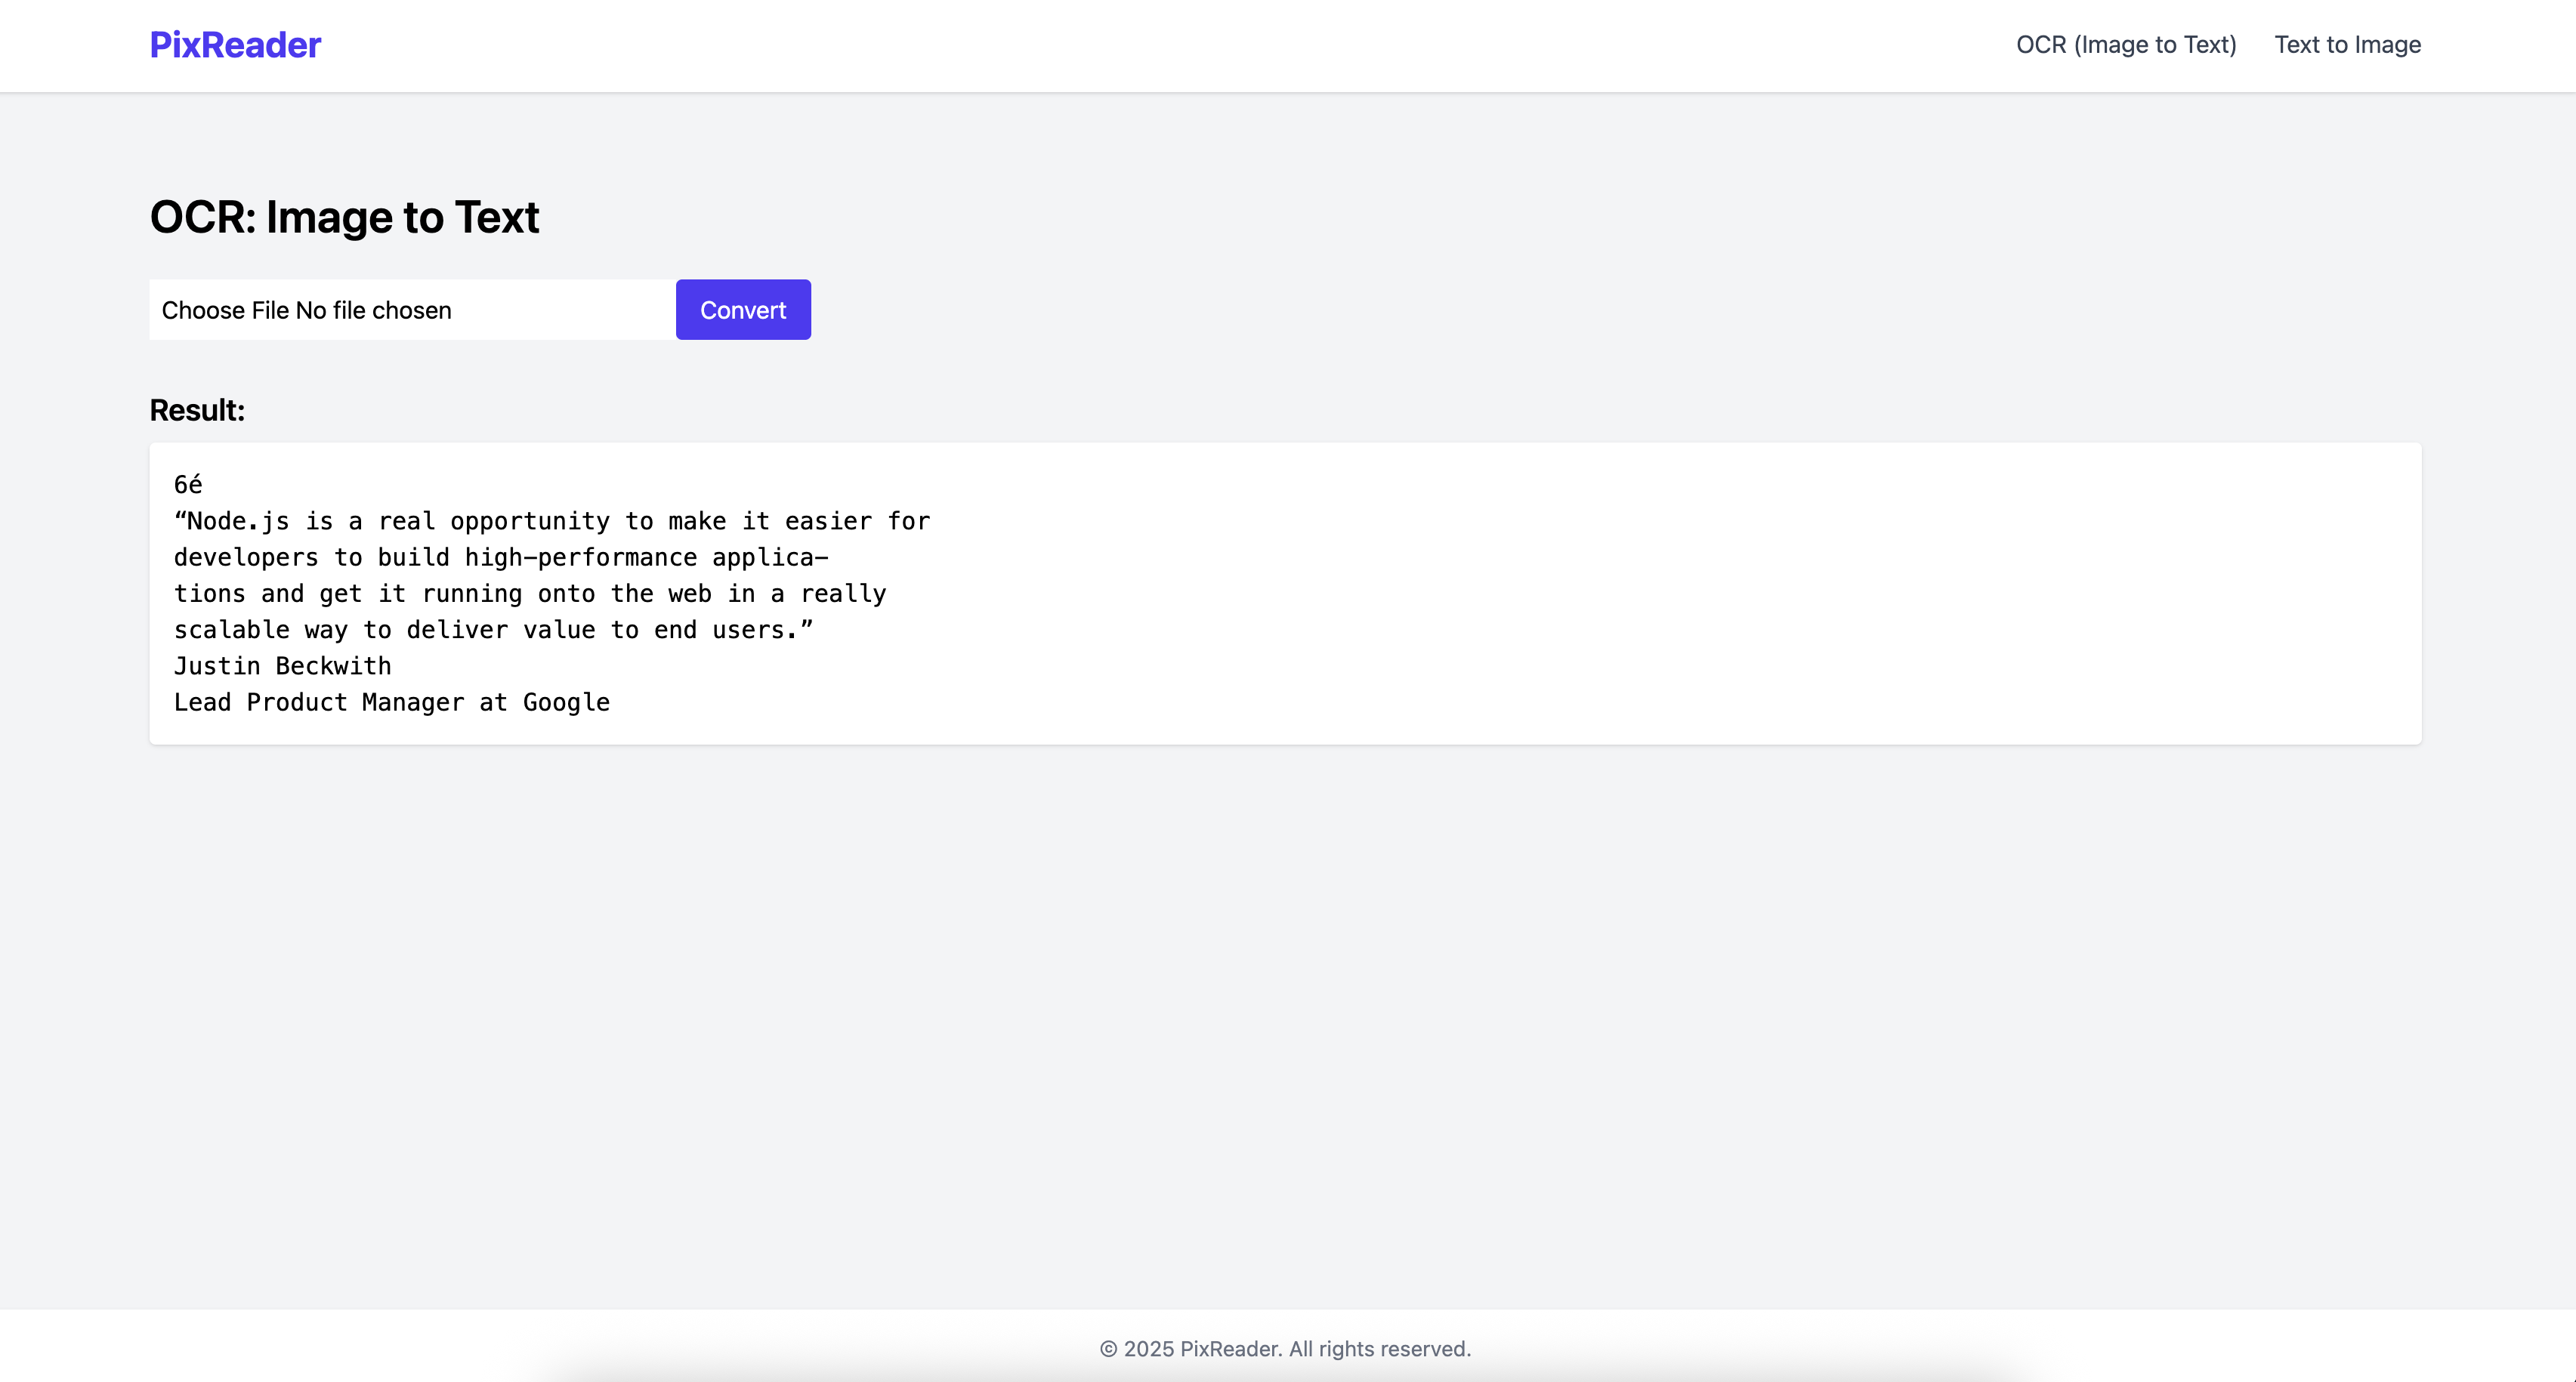 PixReader
OCR (Image to Text)
Text to Image
OCR: Image to Text
Choose File No file chosen
Convert
Result:
6é
“Node.js is a real opportunity to make it easier for
developers to build high-performance applica-
tions and get it running onto the web in a really
scalable way to deliver value to end users.”
Justin Beckwith
Lead Product Manager at Google
© 2025 PixReader. All rights reserved.